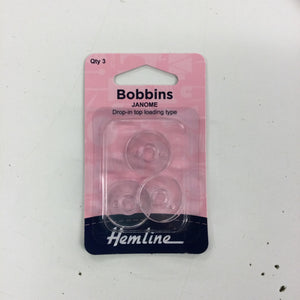 Qty 3
Bobbins
JANOME
Drop-in top loading type
Hemline